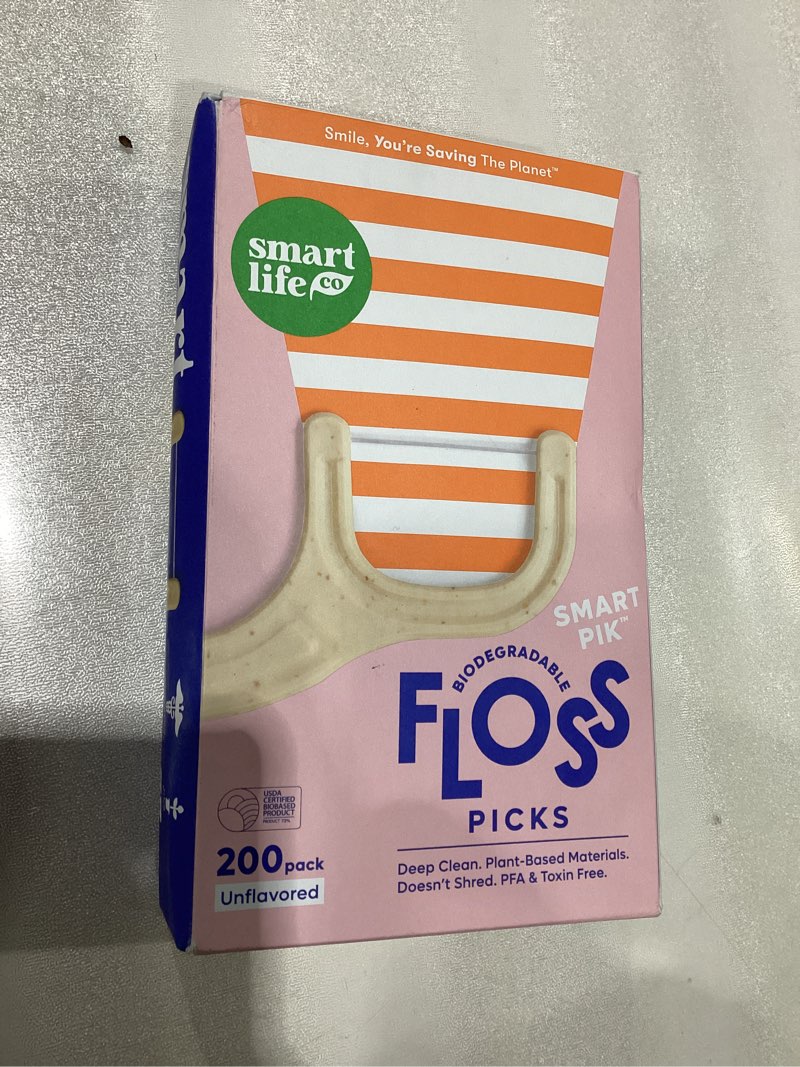 Smile, You're Saving The Planet™
smart
life co
SMART
PIK™
BIODEGRADABLE
FLOSS
PICKS
USDA
CERTIFIED
BIOBASED
PRODUCT
200 pack
Unflavored
Deep Clean. Plant-Based Materials.
Doesn't Shred. PFA & Toxin Free.